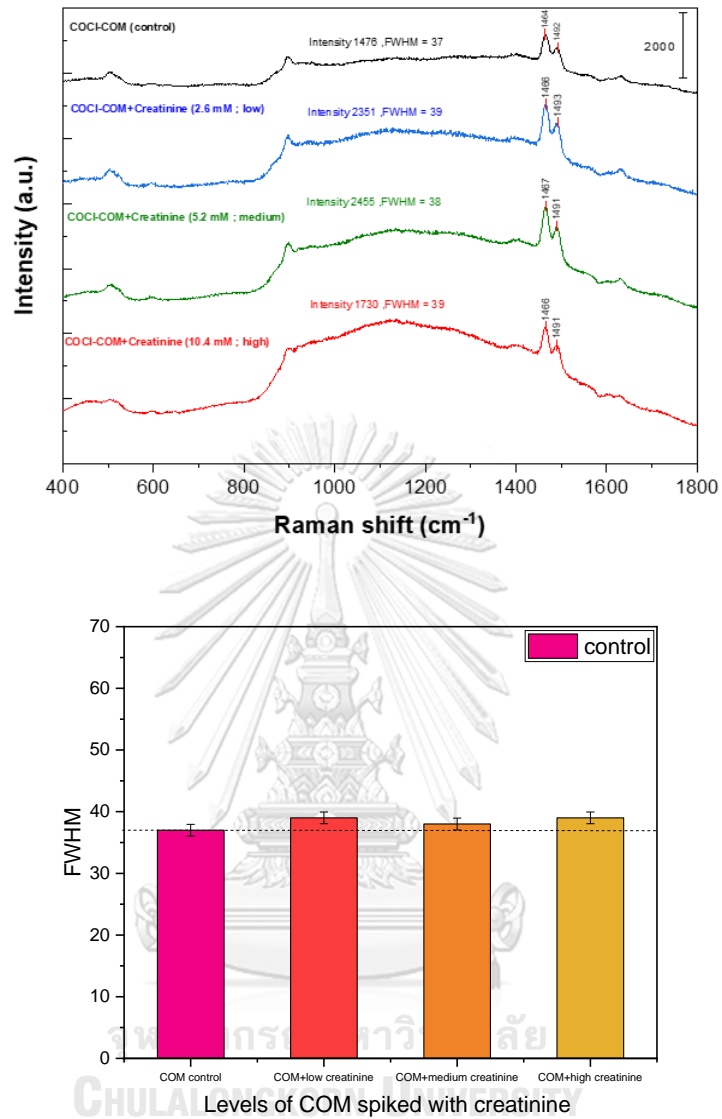 COCl-COM (control)
Intensity 1476 ,FWHM = 37
1464
1492
2000
COCl-COM+Creatinine (2.6 mM ; low)
Intensity 2351 ,FWHM = 39
1466
1493
COCl-COM+Creatinine (5.2 mM ; medium)
Intensity 2455 ,FWHM = 38
1467
1491
COCl-COM+Creatinine (10.4 mM ; high)
Intensity 1730 ,FWHM = 39
1466
1491
Intensity (a.u.)
400 600 800 1000 1200 1400 1600 1800
Raman shift (cm⁻¹)
control
70
60
50
40
30
20
10
0
FWHM
COM control COM+low creatinine COM+medium creatinine COM+high creatinine
Levels of COM spiked with creatinine